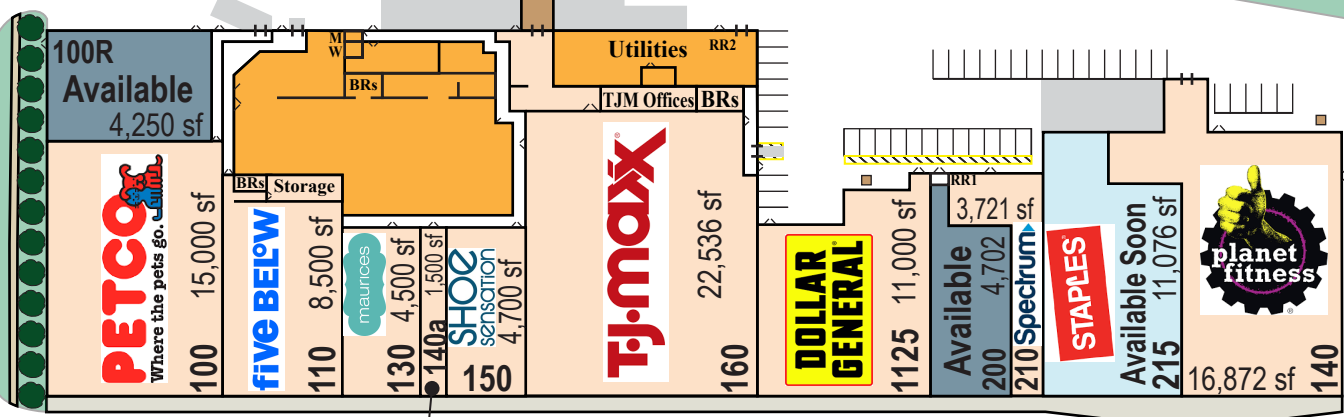 100R
Available
4,250 sf
PETCO
Where the pets go.
15,000 sf
100
M
W
BRs
BRs
Storage
five BELOW
8,500 sf
110
maurices
4,500 sf
130
1,500 sf
140a
SHOE
sensation
4,700 sf
150
Utilities
RR2
TJM Offices
BRs
T·J·maxx
22,536 sf
160
DOLLAR
GENERAL
11,000 sf
1125
RR1
3,721 sf
Available
4,702
200
Spectrum
210
STAPLES
Available Soon
11,076 sf
215
planet
fitness
16,872 sf
140